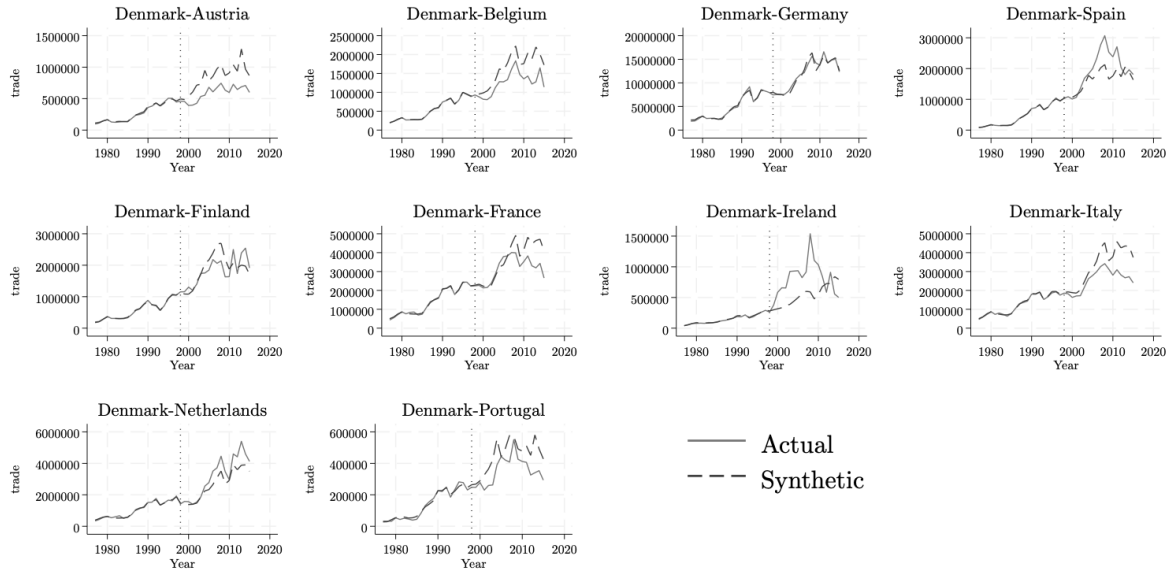 Denmark-Austria
1500000
1000000
500000
0
trade
1980 1990 2000 2010 2020
Year
Denmark-Belgium
2500000
2000000
1500000
1000000
500000
0
trade
1980 1990 2000 2010 2020
Year
Denmark-Germany
20000000
15000000
10000000
5000000
0
trade
1980 1990 2000 2010 2020
Year
Denmark-Spain
3000000
2000000
1000000
0
trade
1980 1990 2000 2010 2020
Year
Denmark-Finland
3000000
2000000
1000000
0
trade
1980 1990 2000 2010 2020
Year
Denmark-France
5000000
4000000
3000000
2000000
1000000
0
trade
1980 1990 2000 2010 2020
Year
Denmark-Ireland
1500000
1000000
500000
0
trade
1980 1990 2000 2010 2020
Year
Denmark-Italy
5000000
4000000
3000000
2000000
1000000
0
trade
1980 1990 2000 2010 2020
Year
Denmark-Netherlands
6000000
4000000
2000000
0
trade
1980 1990 2000 2010 2020
Year
Denmark-Portugal
600000
400000
200000
0
trade
1980 1990 2000 2010 2020
Year
Actual
Synthetic